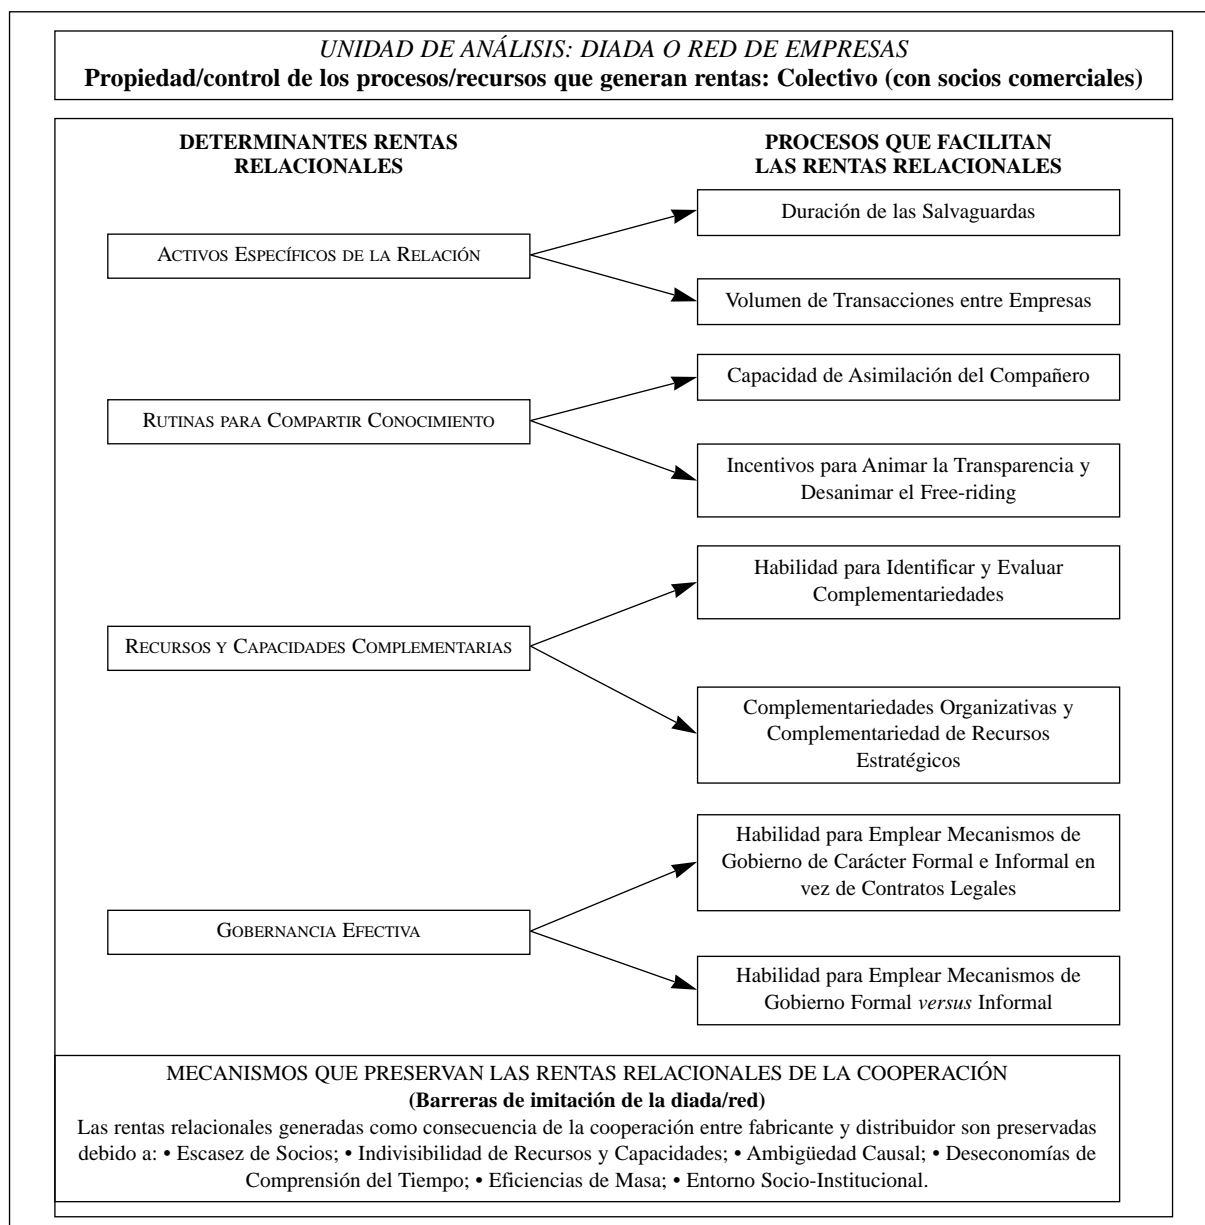 UNIDAD DE ANÁLISIS: DIADA O RED DE EMPRESAS
Propiedad/control de los procesos/recursos que generan rentas: Colectivo (con socios comerciales)
DETERMINANTES RENTAS
RELACIONALES
PROCESOS QUE FACILITAN
LAS RENTAS RELACIONALES
ACTIVOS ESPECÍFICOS DE LA RELACIÓN
Duración de las Salvaguardas
Volumen de Transacciones entre Empresas
RUTINAS PARA COMPARTIR CONOCIMIENTO
Capacidad de Asimilación del Compañero
Incentivos para Animar la Transparencia y
Desanimar el Free-riding
RECURSOS Y CAPACIDADES COMPLEMENTARIAS
Habilidad para Identificar y Evaluar
Complementariedades
Complementariedades Organizativas y
Complementariedad de Recursos
Estratégicos
GOBERNANCIA EFECTIVA
Habilidad para Emplear Mecanismos de
Gobierno de Carácter Formal e Informal en
vez de Contratos Legales
Habilidad para Emplear Mecanismos de
Gobierno Formal versus Informal
MECANISMOS QUE PRESERVAN LAS RENTAS RELACIONALES DE LA COOPERACIÓN
(Barreras de imitación de la diada/red)
Las rentas relacionales generadas como consecuencia de la cooperación entre fabricante y distribuidor son preservadas
debido a: • Escasez de Socios; • Indivisibilidad de Recursos y Capacidades; • Ambigüedad Causal; • Deseconomías de
Comprensión del Tiempo; • Eficiencias de Masa; • Entorno Socio-Institucional.